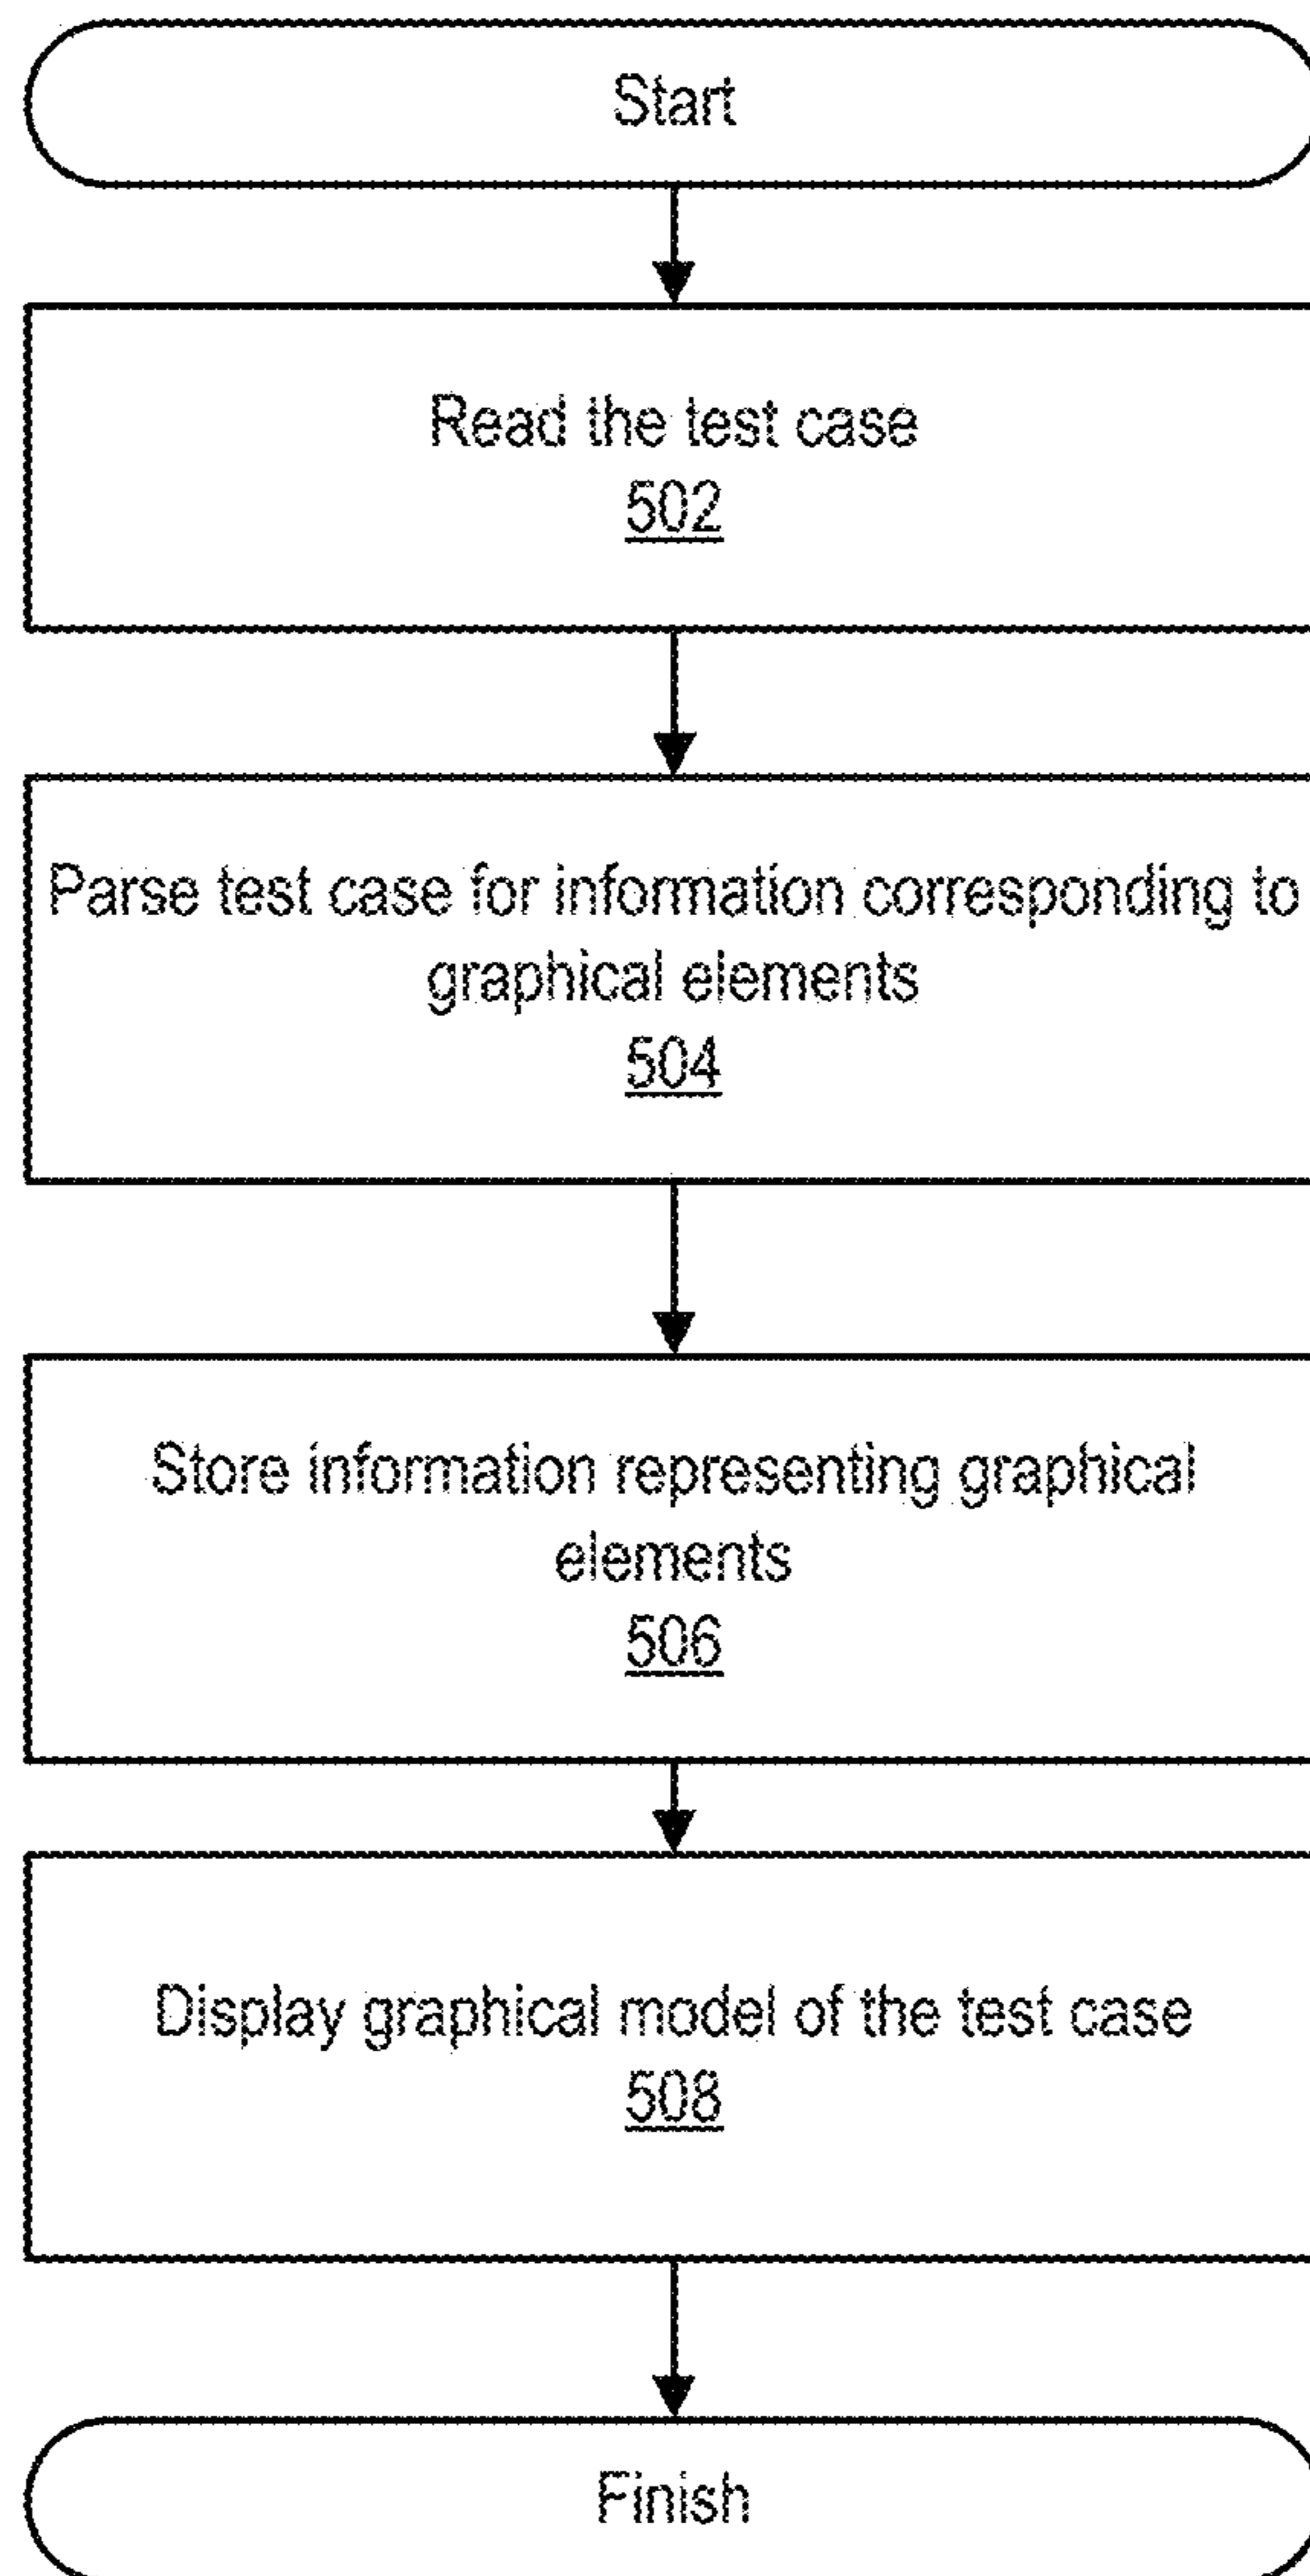 Start
Read the test case
502
Parse test case for information corresponding to
graphical elements
504
Store information representing graphical
elements
506
Display graphical model of the test case
508
Finish